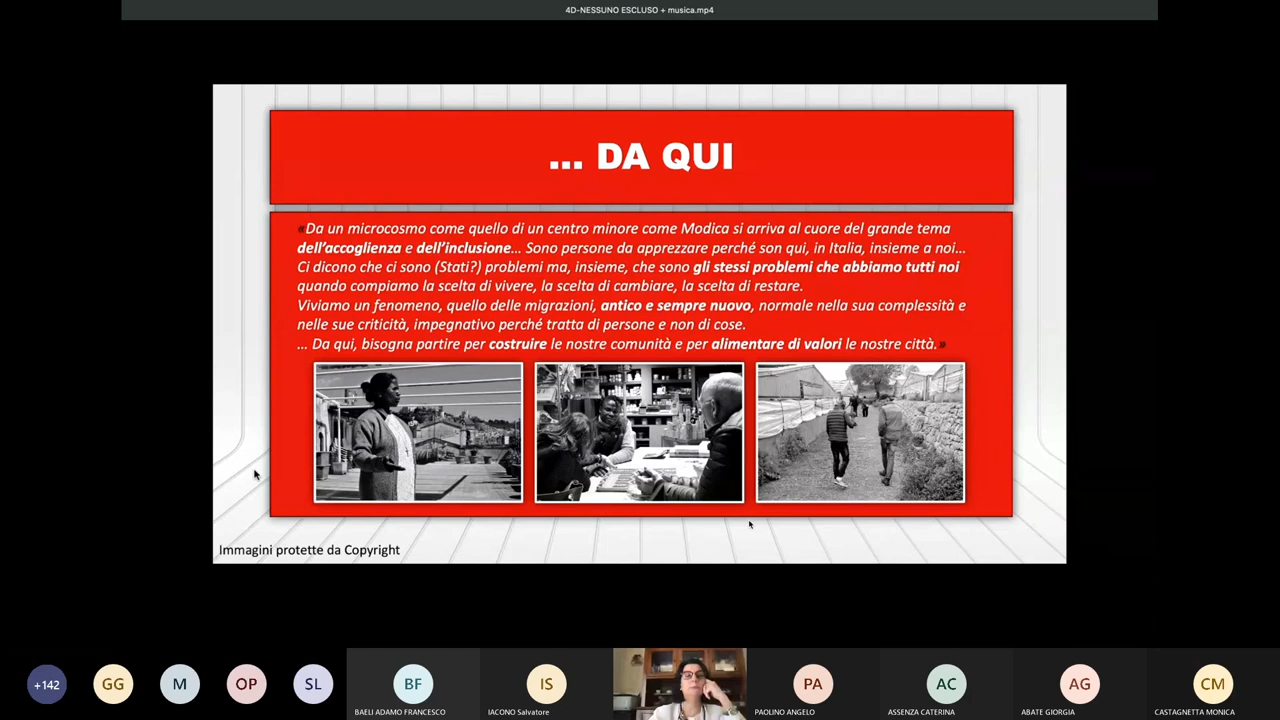 4D-NESSUNO ESCLUSO + musica.mp4
... DA QUI
«Da un microcosmo come quello di un centro minore come Modica si arriva al cuore del grande tema
dell’accoglienza e dell’inclusione… Sono persone da apprezzare perché son qui, in Italia, insieme a noi…
Ci dicono che ci sono (Stati?) problemi ma, insieme, che sono gli stessi problemi che abbiamo tutti noi
quando compiamo la scelta di vivere, la scelta di cambiare, la scelta di restare.
Viviamo un fenomeno, quello delle migrazioni, antico e sempre nuovo, normale nella sua complessità e
nelle sue criticità, impegnativo perché tratta di persone e non di cose.
… Da qui, bisogna partire per costruire le nostre comunità e per alimentare di valori le nostre città.»
Immagini protette da Copyright
+142
GG
M
OP
SL
BF
IS
PA
AC
AG
CM
BAELI ADAMO FRANCESCO
IACONO Salvatore
PAOLINO ANGELO
ASSENZA CATERINA
ABATE GIORGIA
CASTAGNETTA MONICA